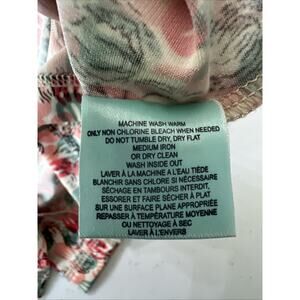 MACHINE WASH WARM
ONLY NON CHLORINE BLEACH WHEN NEEDED
DO NOT TUMBLE DRY, DRY FLAT
MEDIUM IRON
OR DRY CLEAN
WASH INSIDE OUT
LAVER À LA MACHINE A L'EAU TIÈDE
BLANCHIR SANS CHLORE SI NÉCESSAIRE
SÉCHAGE EN TAMBOURS INTERDIT,
ESSORER ET FAIRE SÉCHER À PLAT
SUR UNE SURFACE PLANE APPROPRIÉE
REPASSER À TEMPÉRATURE MOYENNE
OU NETTOYAGE À SEC
LAVER À L'ENVERS